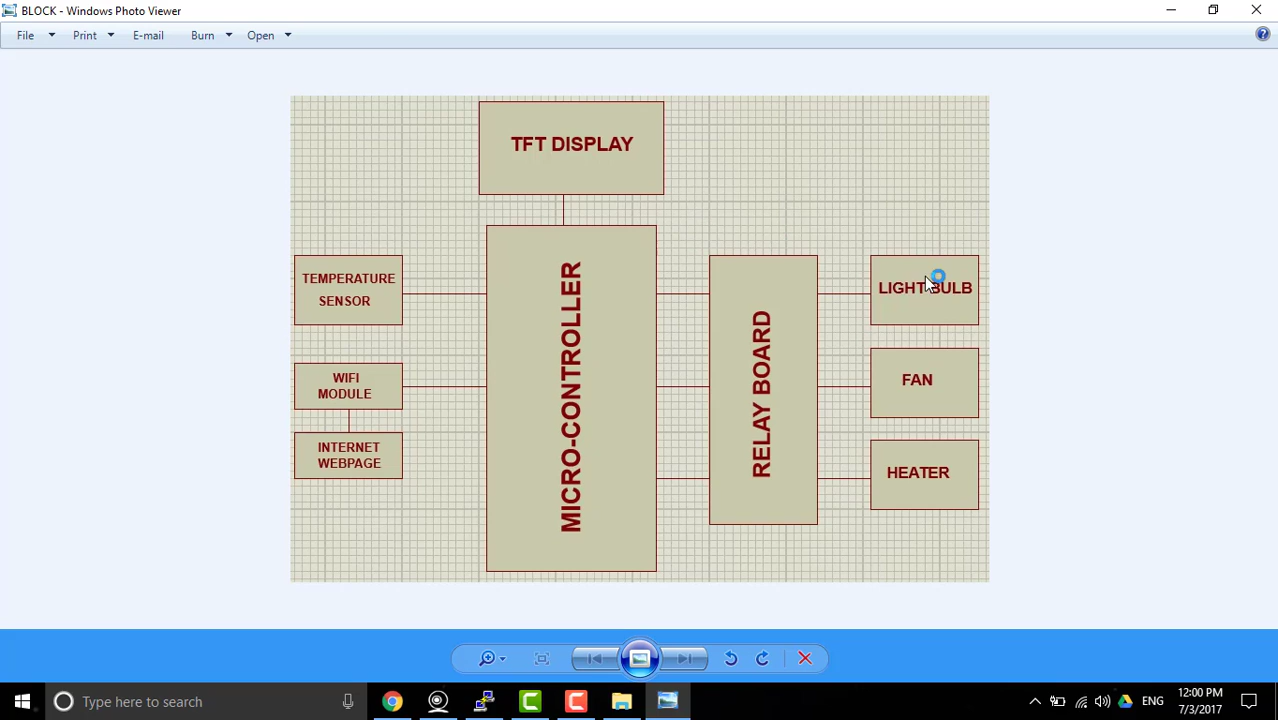 BLOCK - Windows Photo Viewer
File Print E-mail Burn Open
TFT DISPLAY
TEMPERATURE
SENSOR
WIFI
MODULE
INTERNET
WEBPAGE
MICRO-CONTROLLER
RELAY BOARD
LIGHT BULB
FAN
HEATER
Type here to search
ENG
12:00 PM
7/3/2017